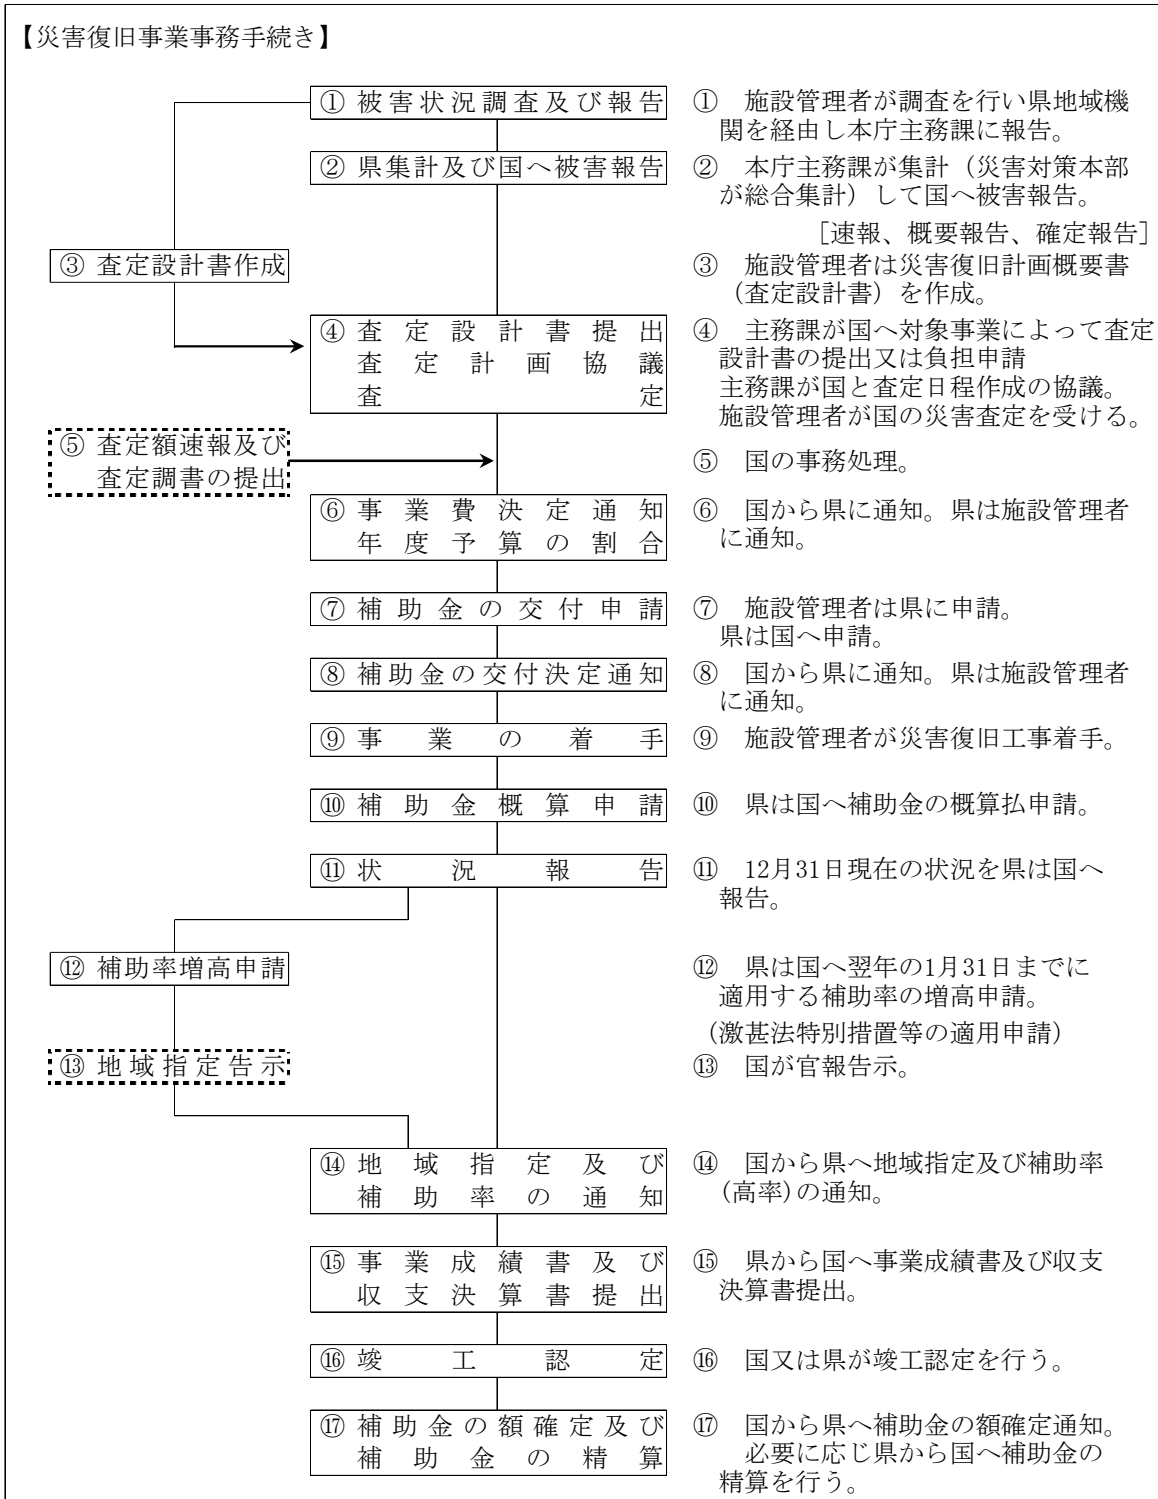 【災害復旧事業事務手続き】
① 被害状況調査及び報告
① 施設管理者が調査を行い県地域機
関を経由し本庁主務課に報告。
② 県集計及び国へ被害報告
② 本庁主務課が集計（災害対策本部
が総合集計）して国へ被害報告。
［速報、概要報告、確定報告］
③ 査定設計書作成
③ 施設管理者は災害復旧計画概要書
（査定設計書）を作成。
④ 査定設計書提出
査定計画協議
査定
④ 主務課が国へ対象事業によって査定
設計書の提出又は負担申請
主務課が国と査定日程作成の協議。
施設管理者が国の災害査定を受ける。
⑤ 査定額速報及び
査定調書の提出
⑤ 国の事務処理。
⑥ 事業費決定通知
年度予算の割合
⑥ 国から県に通知。県は施設管理者
に通知。
⑦ 補助金の交付申請
⑦ 施設管理者は県に申請。
県は国へ申請。
⑧ 補助金の交付決定通知
⑧ 国から県に通知。県は施設管理者
に通知。
⑨ 事業の着手
⑨ 施設管理者が災害復旧工事着手。
⑩ 補助金概算申請
⑩ 県は国へ補助金の概算払申請。
⑪ 状況報告
⑪ 12月31日現在の状況を県は国へ
報告。
⑫ 補助率増高申請
⑫ 県は国へ翌年の1月31日までに
適用する補助率の増高申請。
（激甚法特別措置等の適用申請）
⑬ 地域指定告示
⑬ 国が官報告示。
⑭ 地域指定及び
補助率の通知
⑭ 国から県へ地域指定及び補助率
(高率)の通知。
⑮ 事業成績書及び
収支決算書提出
⑮ 県から国へ事業成績書及び収支
決算書提出。
⑯ 竣工認定
⑯ 国又は県が竣工認定を行う。
⑰ 補助金の額確定及び
補助金の精算
⑰ 国から県へ補助金の額確定通知。
必要に応じ県から国へ補助金の
精算を行う。